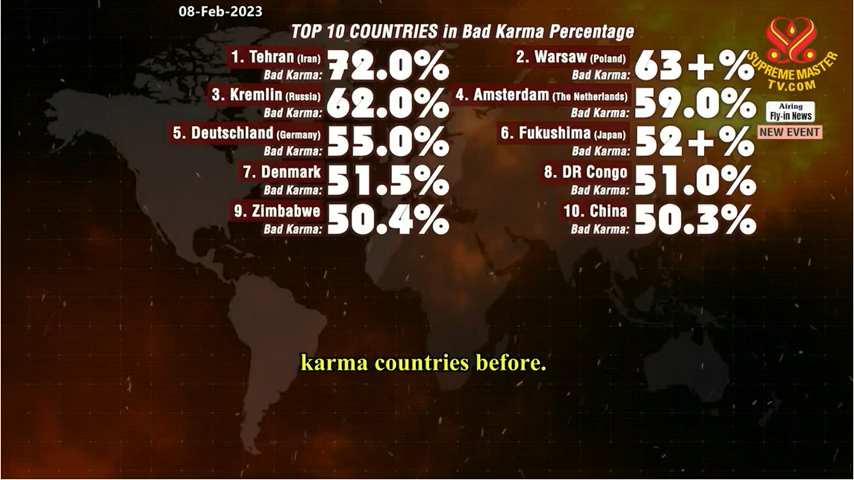 08-Feb-2023
TOP 10 COUNTRIES in Bad Karma Percentage
1. Tehran (Iran)
Bad Karma: 72.0%
2. Warsaw (Poland)
Bad Karma: 63+%
3. Kremlin (Russia)
Bad Karma: 62.0%
4. Amsterdam (The Netherlands)
Bad Karma: 59.0%
5. Deutschland (Germany)
Bad Karma: 55.0%
6. Fukushima (Japan)
Bad Karma: 52+%
7. Denmark
Bad Karma: 51.5%
8. DR Congo
Bad Karma: 51.0%
9. Zimbabwe
Bad Karma: 50.4%
10. China
Bad Karma: 50.3%
SUPREME MASTER
TV.COM
Airing
Fly-in News
NEW EVENT
karma countries before.